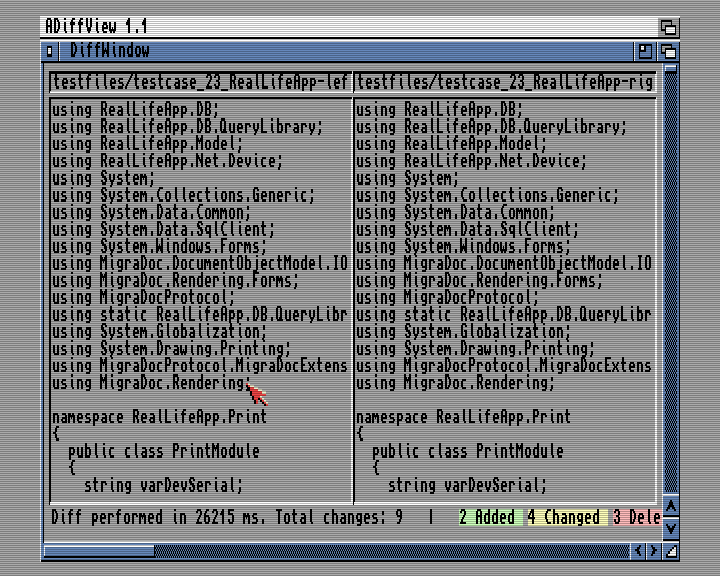 ADiffView 1.1
DiffWindow
testfiles/testcase_23_RealLifeApp-lef testfiles/testcase_23_RealLifeApp-rig
using RealLifeApp.DB; using RealLifeApp.DB;
using RealLifeApp.DB.QueryLibrary; using RealLifeApp.DB.QueryLibrary;
using RealLifeApp.Model; using RealLifeApp.Model;
using RealLifeApp.Net.Device; using RealLifeApp.Net.Device;
using System; using System;
using System.Collections.Generic; using System.Collections.Generic;
using System.Data.Common; using System.Data.Common;
using System.Data.SqlClient; using System.Data.SqlClient;
using System.Windows.Forms; using System.Windows.Forms;
using MigraDoc.DocumentObjectModel.IO using MigraDoc.DocumentObjectModel.IO
using MigraDoc.Rendering.Forms; using MigraDoc.Rendering.Forms;
using MigraDocProtocol; using MigraDocProtocol;
using static RealLifeApp.DB.QueryLibr using static RealLifeApp.DB.QueryLibr
using System.Globalization; using System.Globalization;
using System.Drawing.Printing; using System.Drawing.Printing;
using MigraDocProtocol.MigraDocExtens using MigraDocProtocol.MigraDocExtens
using MigraDoc.Rendering; using MigraDoc.Rendering;
namespace RealLifeApp.Print namespace RealLifeApp.Print
{ {
public class PrintModule public class PrintModule
{ {
string varDevSerial; string varDevSerial;
Diff performed in 26215 ms. Total changes: 9 | 2 Added 4 Changed 3 Dele